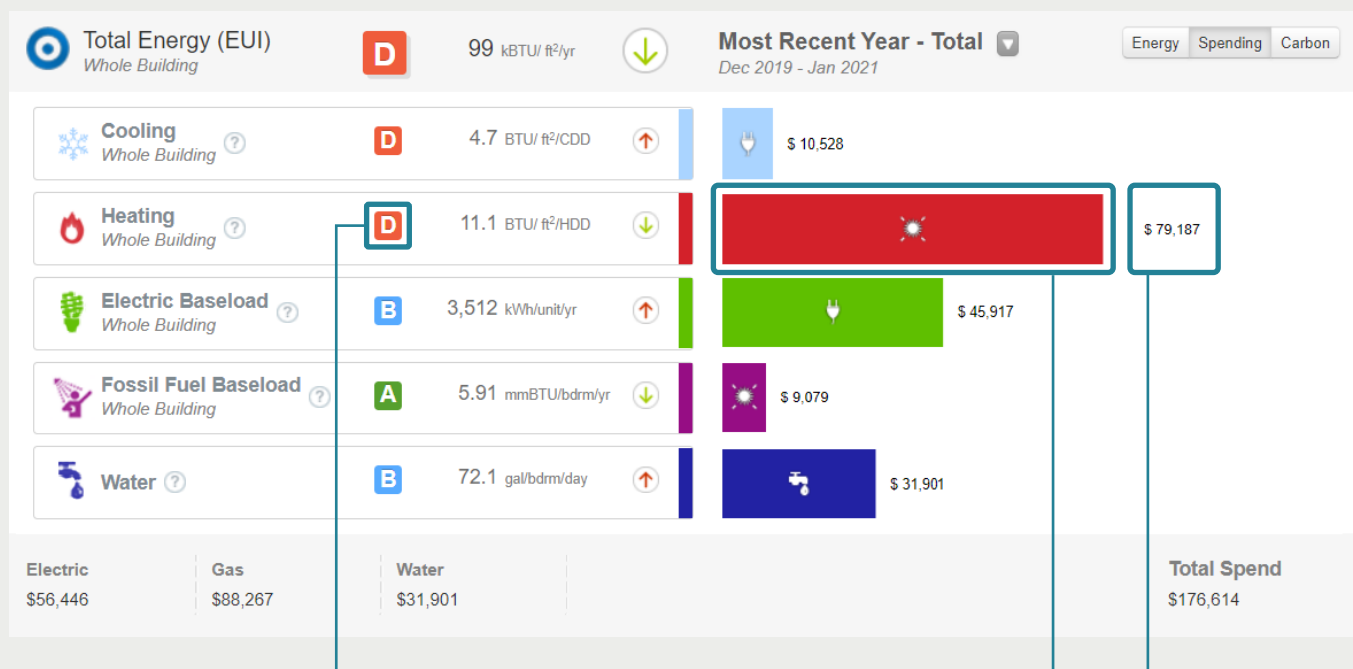 Total Energy (EUI)
Whole Building
D
99 kBTU/ ft²/yr
Most Recent Year - Total
Dec 2019 - Jan 2021
Energy Spending Carbon
Cooling
Whole Building
?
D
4.7 BTU/ ft²/CDD
$ 10,528
Heating
Whole Building
?
D
11.1 BTU/ ft²/HDD
$ 79,187
Electric Baseload
Whole Building
?
B
3,512 kWh/unit/yr
$ 45,917
Fossil Fuel Baseload
Whole Building
?
A
5.91 mmBTU/bdrm/yr
$ 9,079
Water ?
B
72.1 gal/bdrm/day
$ 31,901
Electric
$56,446
Gas
$88,267
Water
$31,901
Total Spend
$176,614